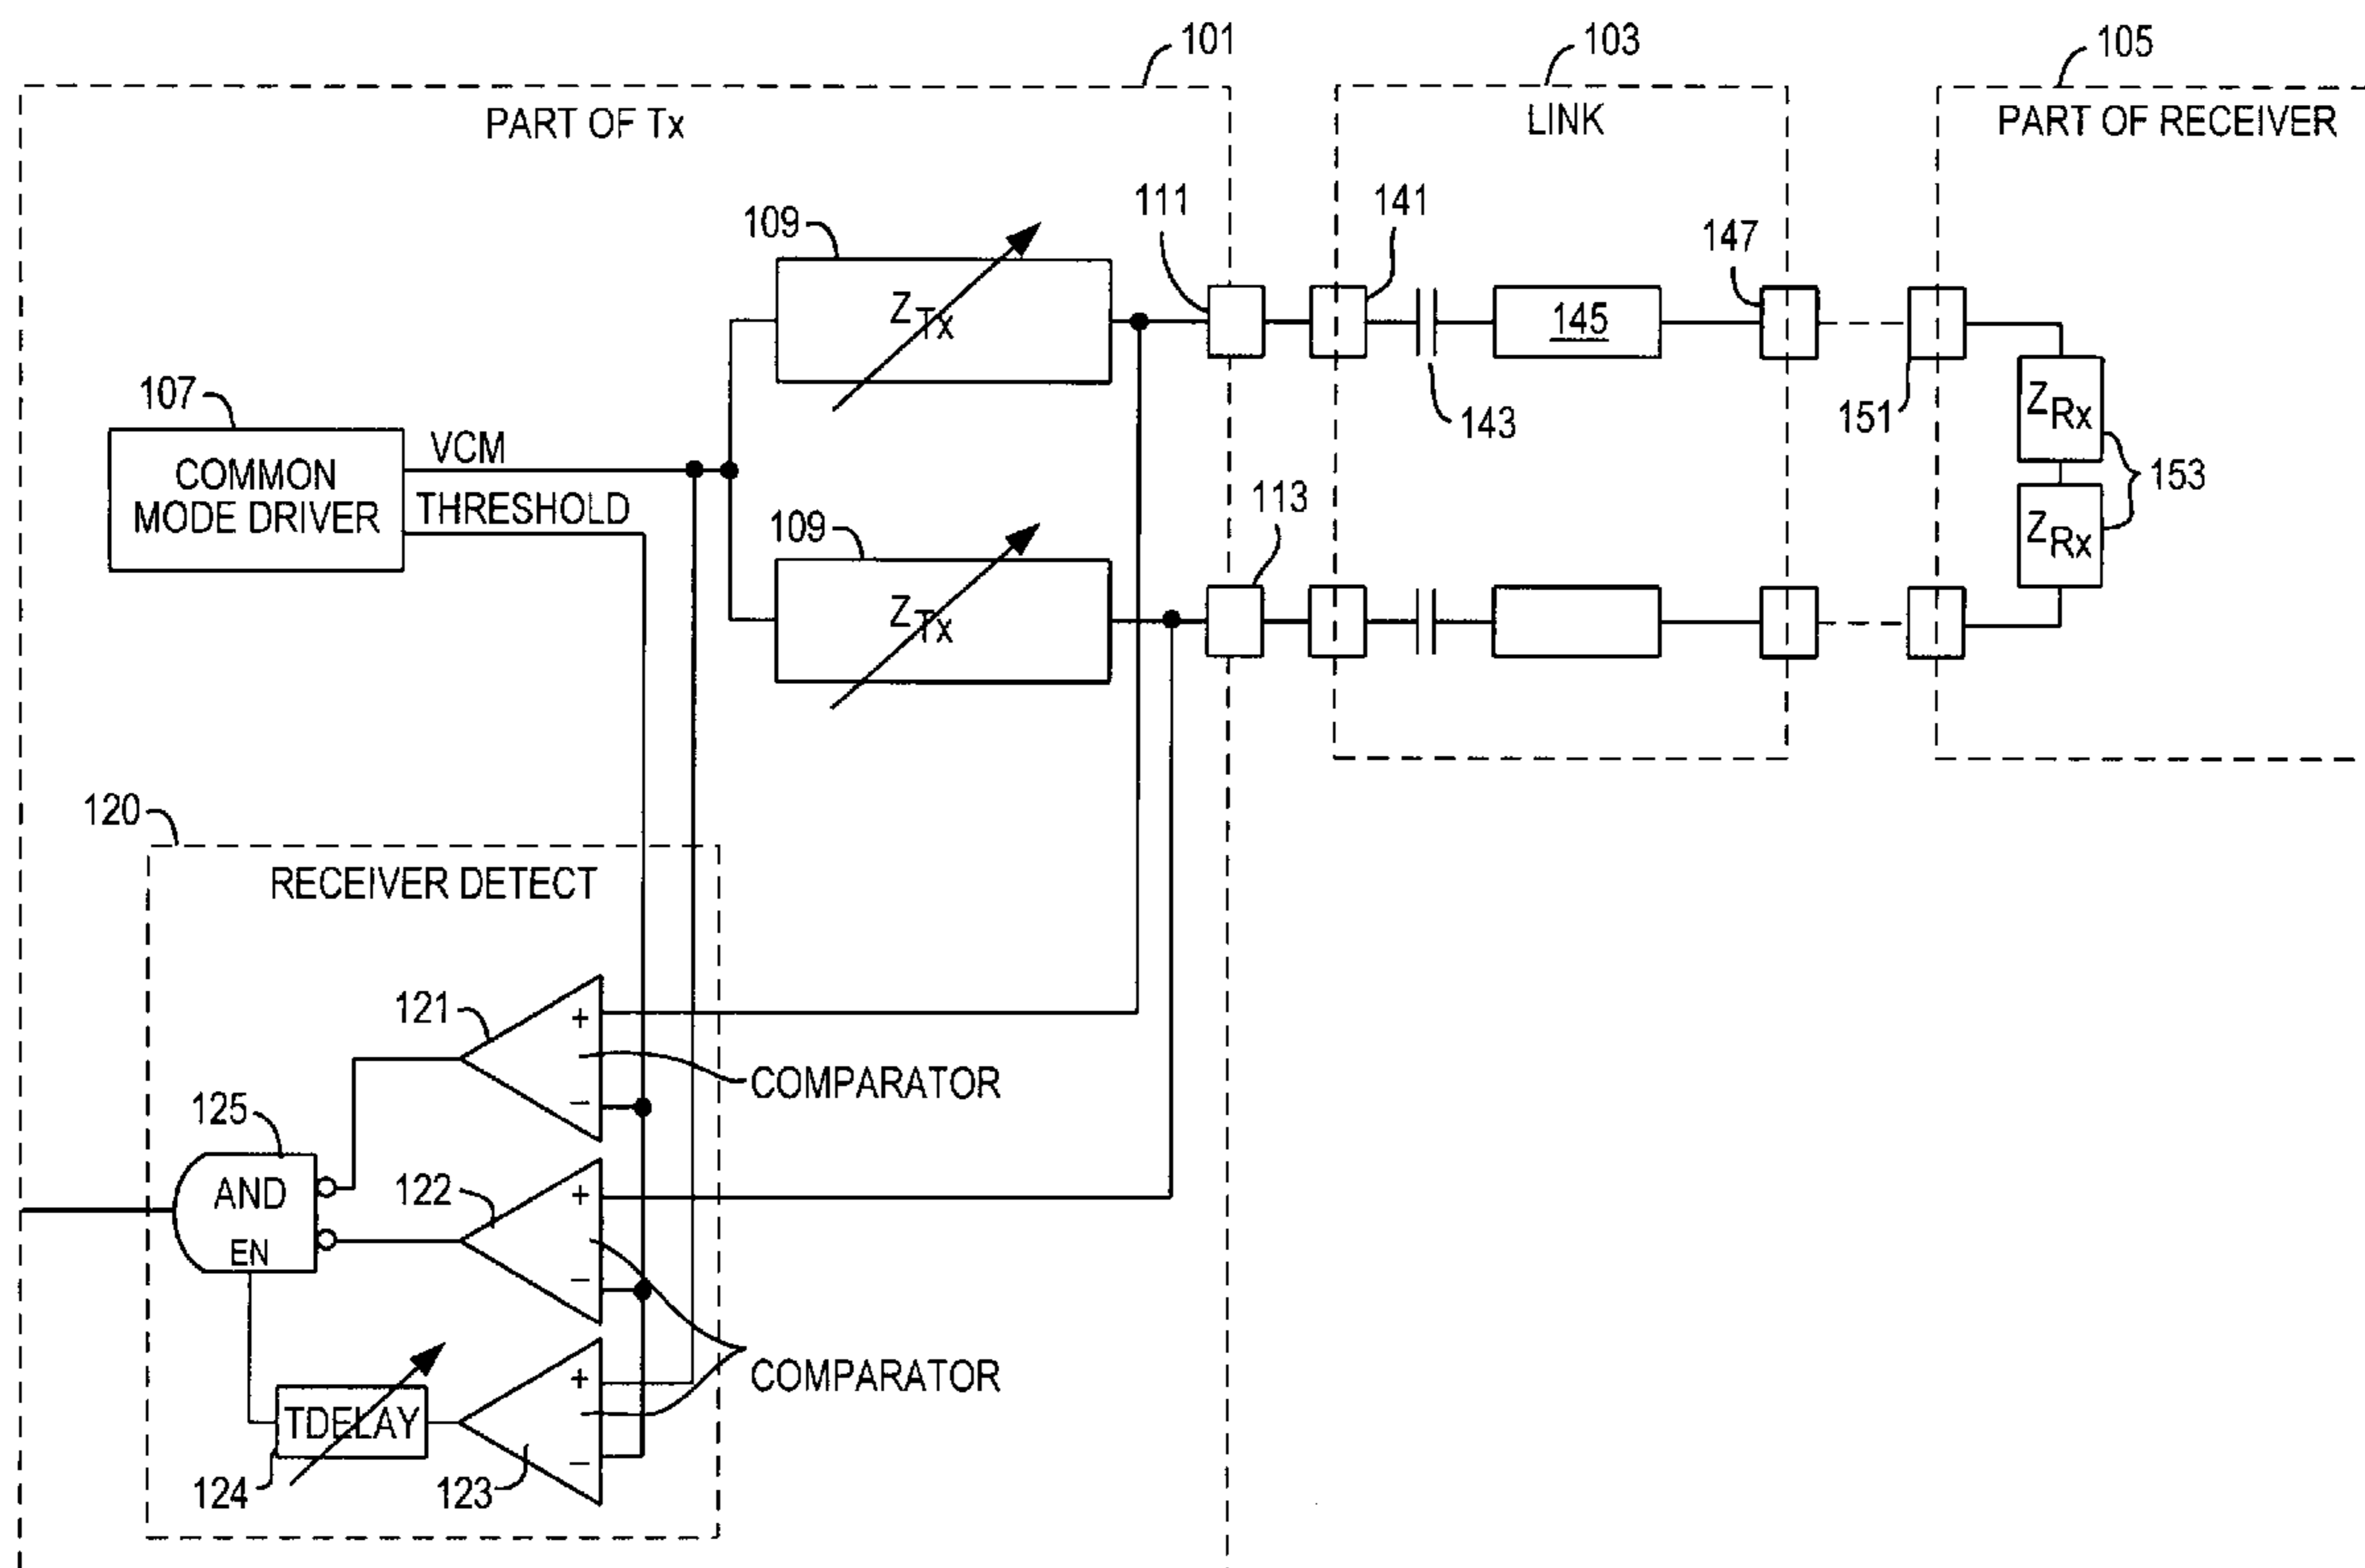 101
103
105
PART OF Tx
LINK
PART OF RECEIVER
109
111
141
147
Z_Tx
145
107
VCM
143
151
Z_Rx
COMMON
MODE DRIVER
THRESHOLD
109
113
153
Z_Rx
Z_Tx
120
RECEIVER DETECT
121
+
−
COMPARATOR
125
AND
EN
122
+
−
COMPARATOR
TDELAY
+
−
124
123